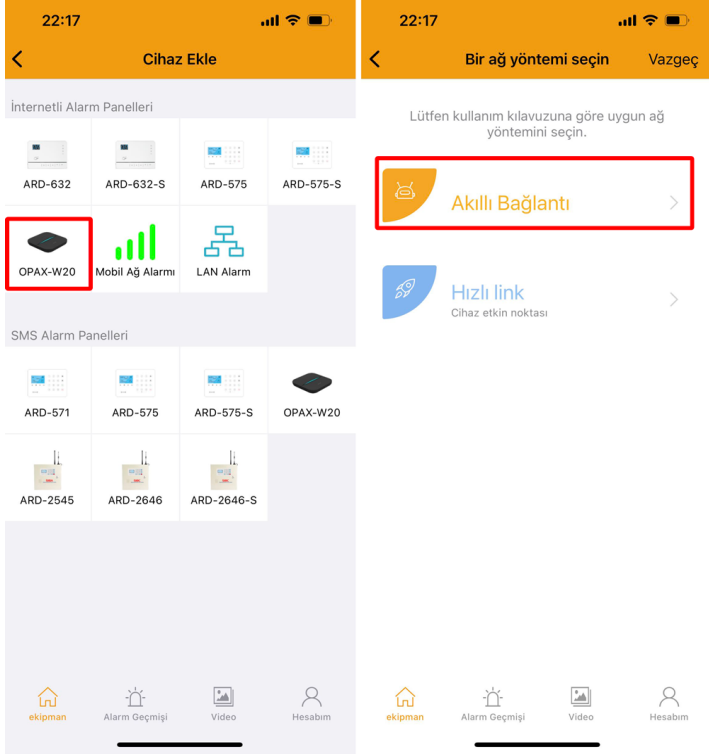 22:17
Cihaz Ekle
İnternetli Alarm Panelleri
ARD-632
ARD-632-S
ARD-575
ARD-575-S
OPAX-W20
Mobil Ağ Alarmı
LAN Alarm
SMS Alarm Panelleri
ARD-571
ARD-575
ARD-575-S
OPAX-W20
ARD-2545
ARD-2646
ARD-2646-S
ekipman
Alarm Geçmişi
Video
Hesabım
22:17
Bir ağ yöntemi seçin
Vazgeç
Lütfen kullanım kılavuzuna göre uygun ağ
yöntemini seçin.
Akıllı Bağlantı
Hızlı link
Cihaz etkin noktası
ekipman
Alarm Geçmişi
Video
Hesabım